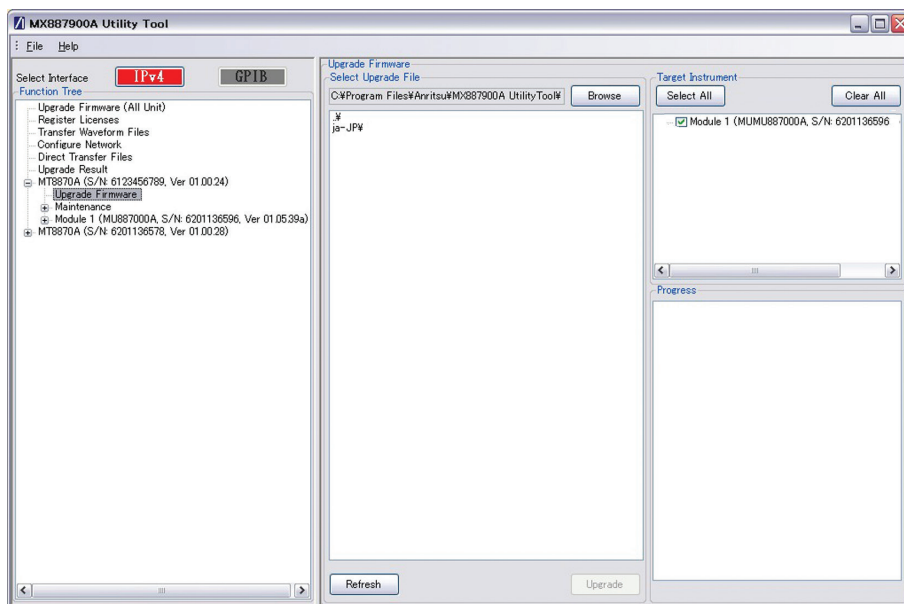 MX887900A Utility Tool
File Help
Select Interface IPv4 GPIB
Function Tree
Upgrade Firmware (All Unit)
Register Licenses
Transfer Waveform Files
Configure Network
Direct Transfer Files
Upgrade Result
MT8870A (S/N: 6123456789, Ver 01.00.24)
Upgrade Firmware
Maintenance
Module 1 (MU887000A, S/N: 6201136596, Ver 01.05.39a)
MT8870A (S/N: 6201136578, Ver 01.00.28)
Upgrade Firmware
Select Upgrade File
C:¥Program Files¥Anritsu¥MX887900A UtilityTool¥ Browse
.¥
ja-JP¥
Refresh Upgrade
Target Instrument
Select All Clear All
Module 1 (MUMU887000A, S/N: 6201136596
Progress